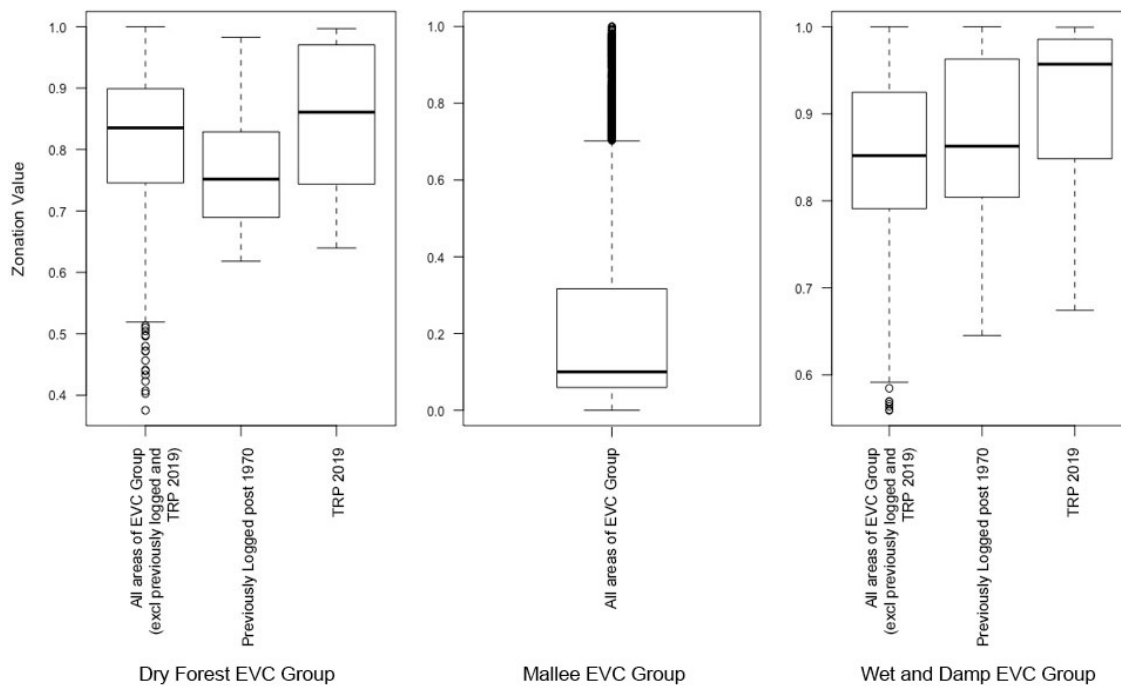 Zonation Value
1.0
0.9
0.8
0.7
0.6
0.5
0.4
All areas of EVC Group
(excl previously logged and
TRP 2019)
Previously Logged post 1970
TRP 2019
Dry Forest EVC Group
1.0
0.8
0.6
0.4
0.2
0.0
All areas of EVC Group
Mallee EVC Group
1.0
0.9
0.8
0.7
0.6
All areas of EVC Group
(excl previously logged and
TRP 2019)
Previously Logged post 1970
TRP 2019
Wet and Damp EVC Group